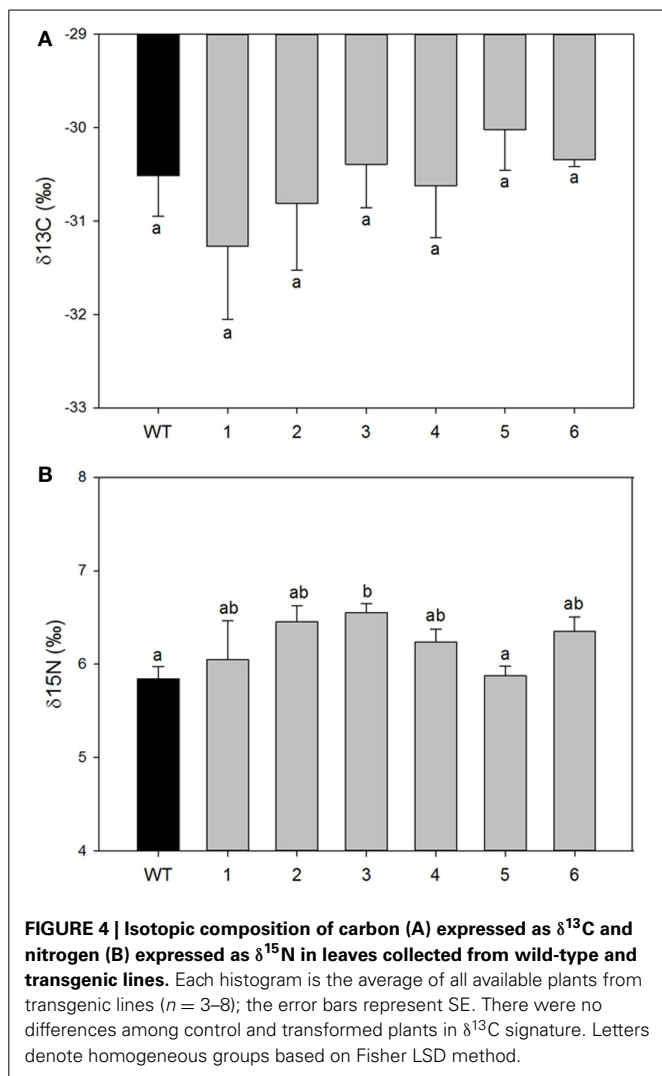 A
-29
-30
-31
-32
-33
δ13C (‰)
a
a
a
a
a
a
a
WT 1 2 3 4 5 6
B
8
7
6
5
4
δ15N (‰)
a
ab
ab
b
ab
a
ab
WT 1 2 3 4 5 6
FIGURE 4 | Isotopic composition of carbon (A) expressed as δ¹³C and
nitrogen (B) expressed as δ¹⁵N in leaves collected from wild-type and
transgenic lines. Each histogram is the average of all available plants from
transgenic lines (n = 3–8); the error bars represent SE. There were no
differences among control and transformed plants in δ¹³C signature. Letters
denote homogeneous groups based on Fisher LSD method.